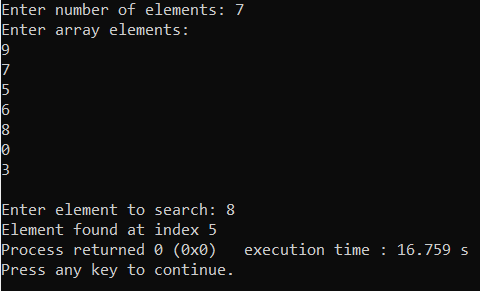 Enter number of elements: 7
Enter array elements:
9
7
5
6
8
0
3
Enter element to search: 8
Element found at index 5
Process returned 0 (0x0)   execution time : 16.759 s
Press any key to continue.